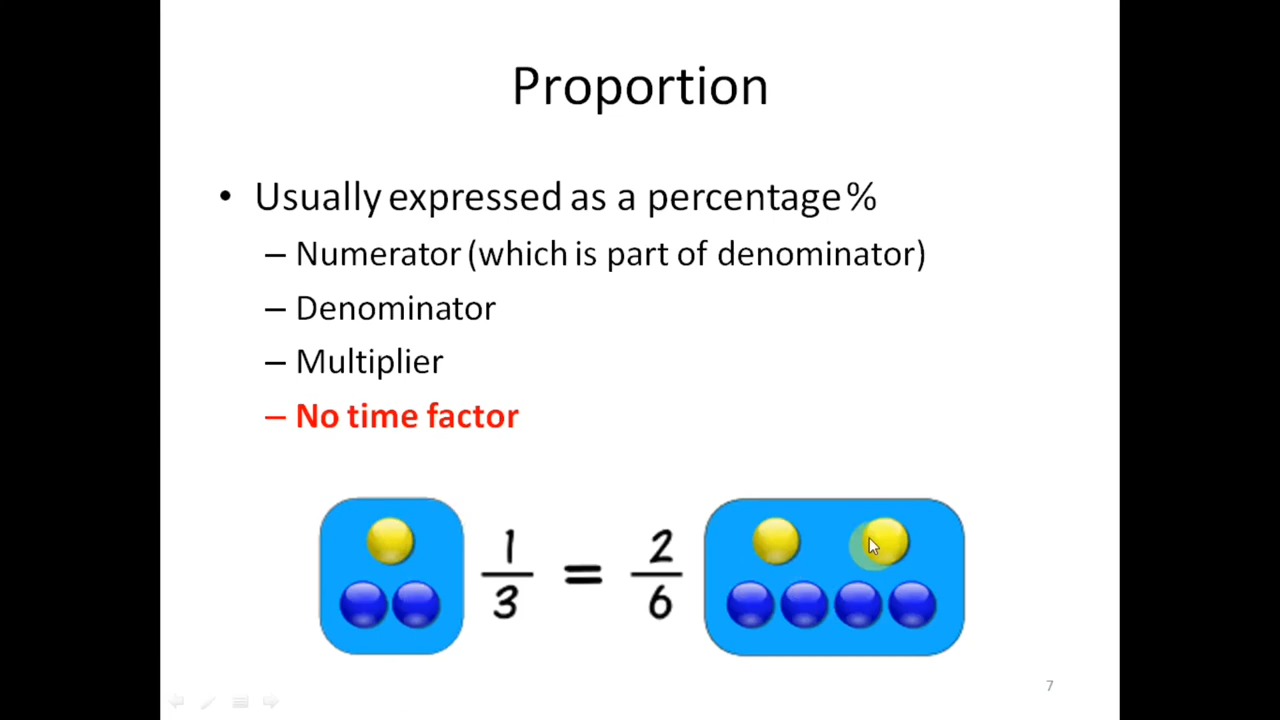 Proportion
• Usually expressed as a percentage %
– Numerator (which is part of denominator)
– Denominator
– Multiplier
– No time factor
1/3 = 2/6
7